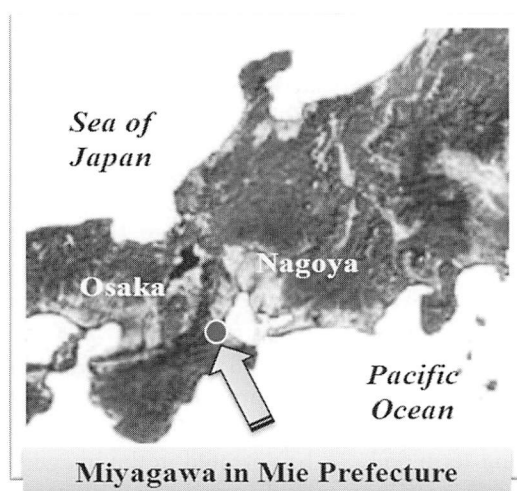 Sea of
Japan
Nagoya
Osaka
Pacific
Ocean
Miyagawa in Mie Prefecture